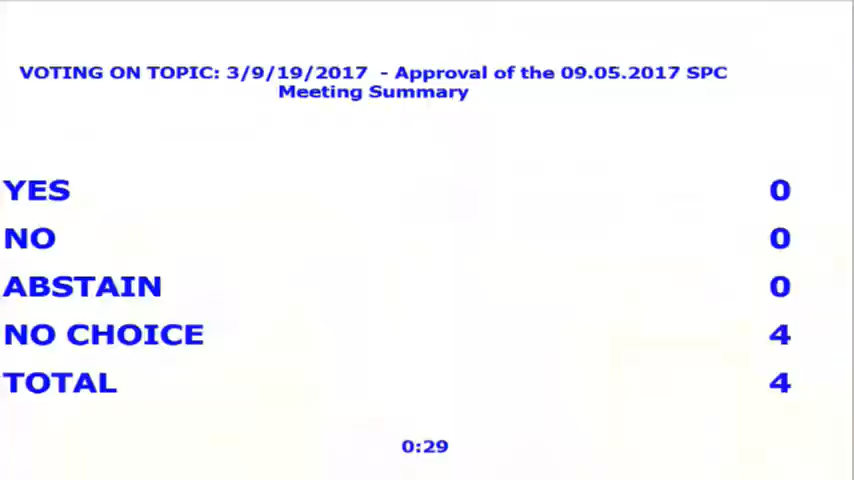 VOTING ON TOPIC: 3/9/19/2017 - Approval of the 09.05.2017 SPC
Meeting Summary
YES 0
NO 0
ABSTAIN 0
NO CHOICE 4
TOTAL 4
0:29